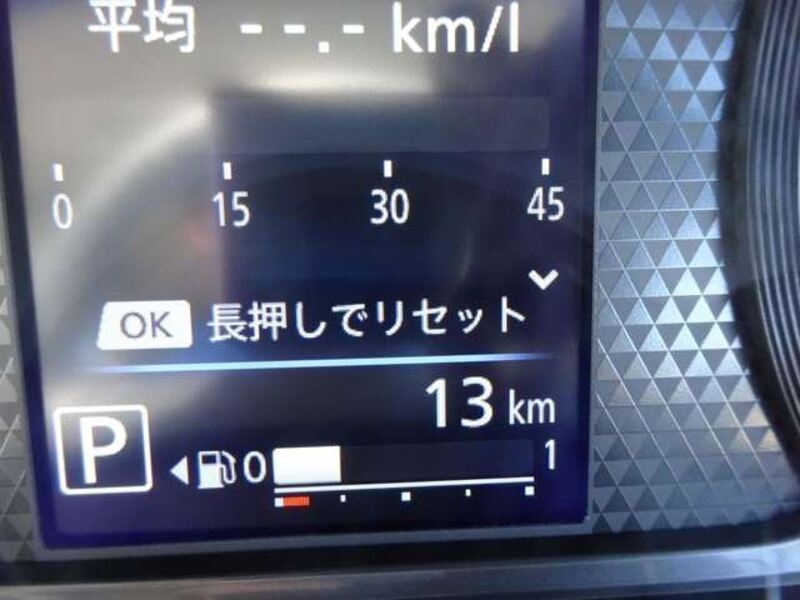 平均 --.- km/l
0 15 30 45
OK 長押しでリセット
13 km
P 0 1